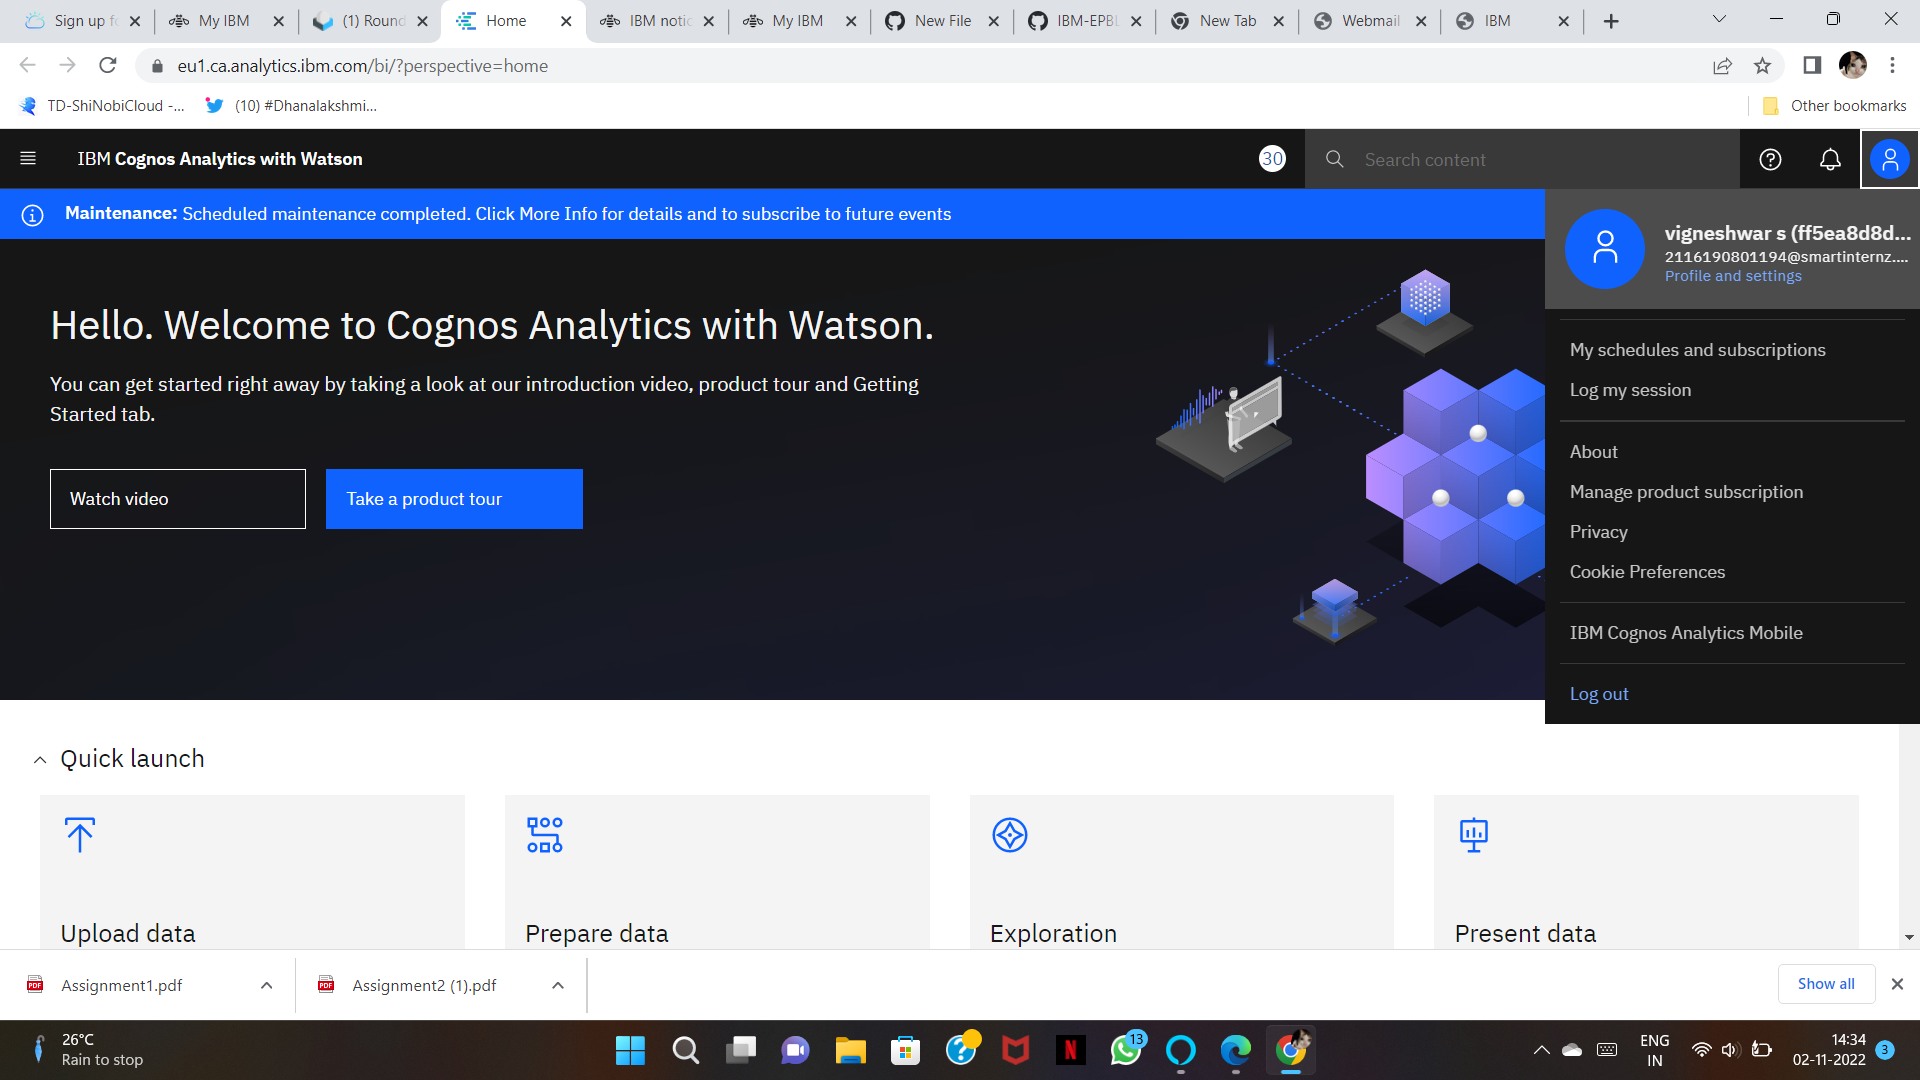 Sign up fo
My IBM
(1) Round
Home
IBM notic
My IBM
New File
IBM-EPBL
New Tab
Webmail
IBM
eu1.ca.analytics.ibm.com/bi/?perspective=home
TD-ShiNobiCloud -...
(10) #Dhanalakshmi...
Other bookmarks
IBM Cognos Analytics with Watson
30
Search content
Maintenance: Scheduled maintenance completed. Click More Info for details and to subscribe to future events
vigneshwar s (ff5ea8d8d...
2116190801194@smartinternz....
Profile and settings
Hello. Welcome to Cognos Analytics with Watson.
You can get started right away by taking a look at our introduction video, product tour and Getting
Started tab.
Watch video
Take a product tour
My schedules and subscriptions
Log my session
About
Manage product subscription
Privacy
Cookie Preferences
IBM Cognos Analytics Mobile
Log out
Quick launch
Upload data
Prepare data
Exploration
Present data
PDF
Assignment1.pdf
PDF
Assignment2 (1).pdf
Show all
26°C
Rain to stop
N
13
ENG
IN
14:34
02-11-2022
3